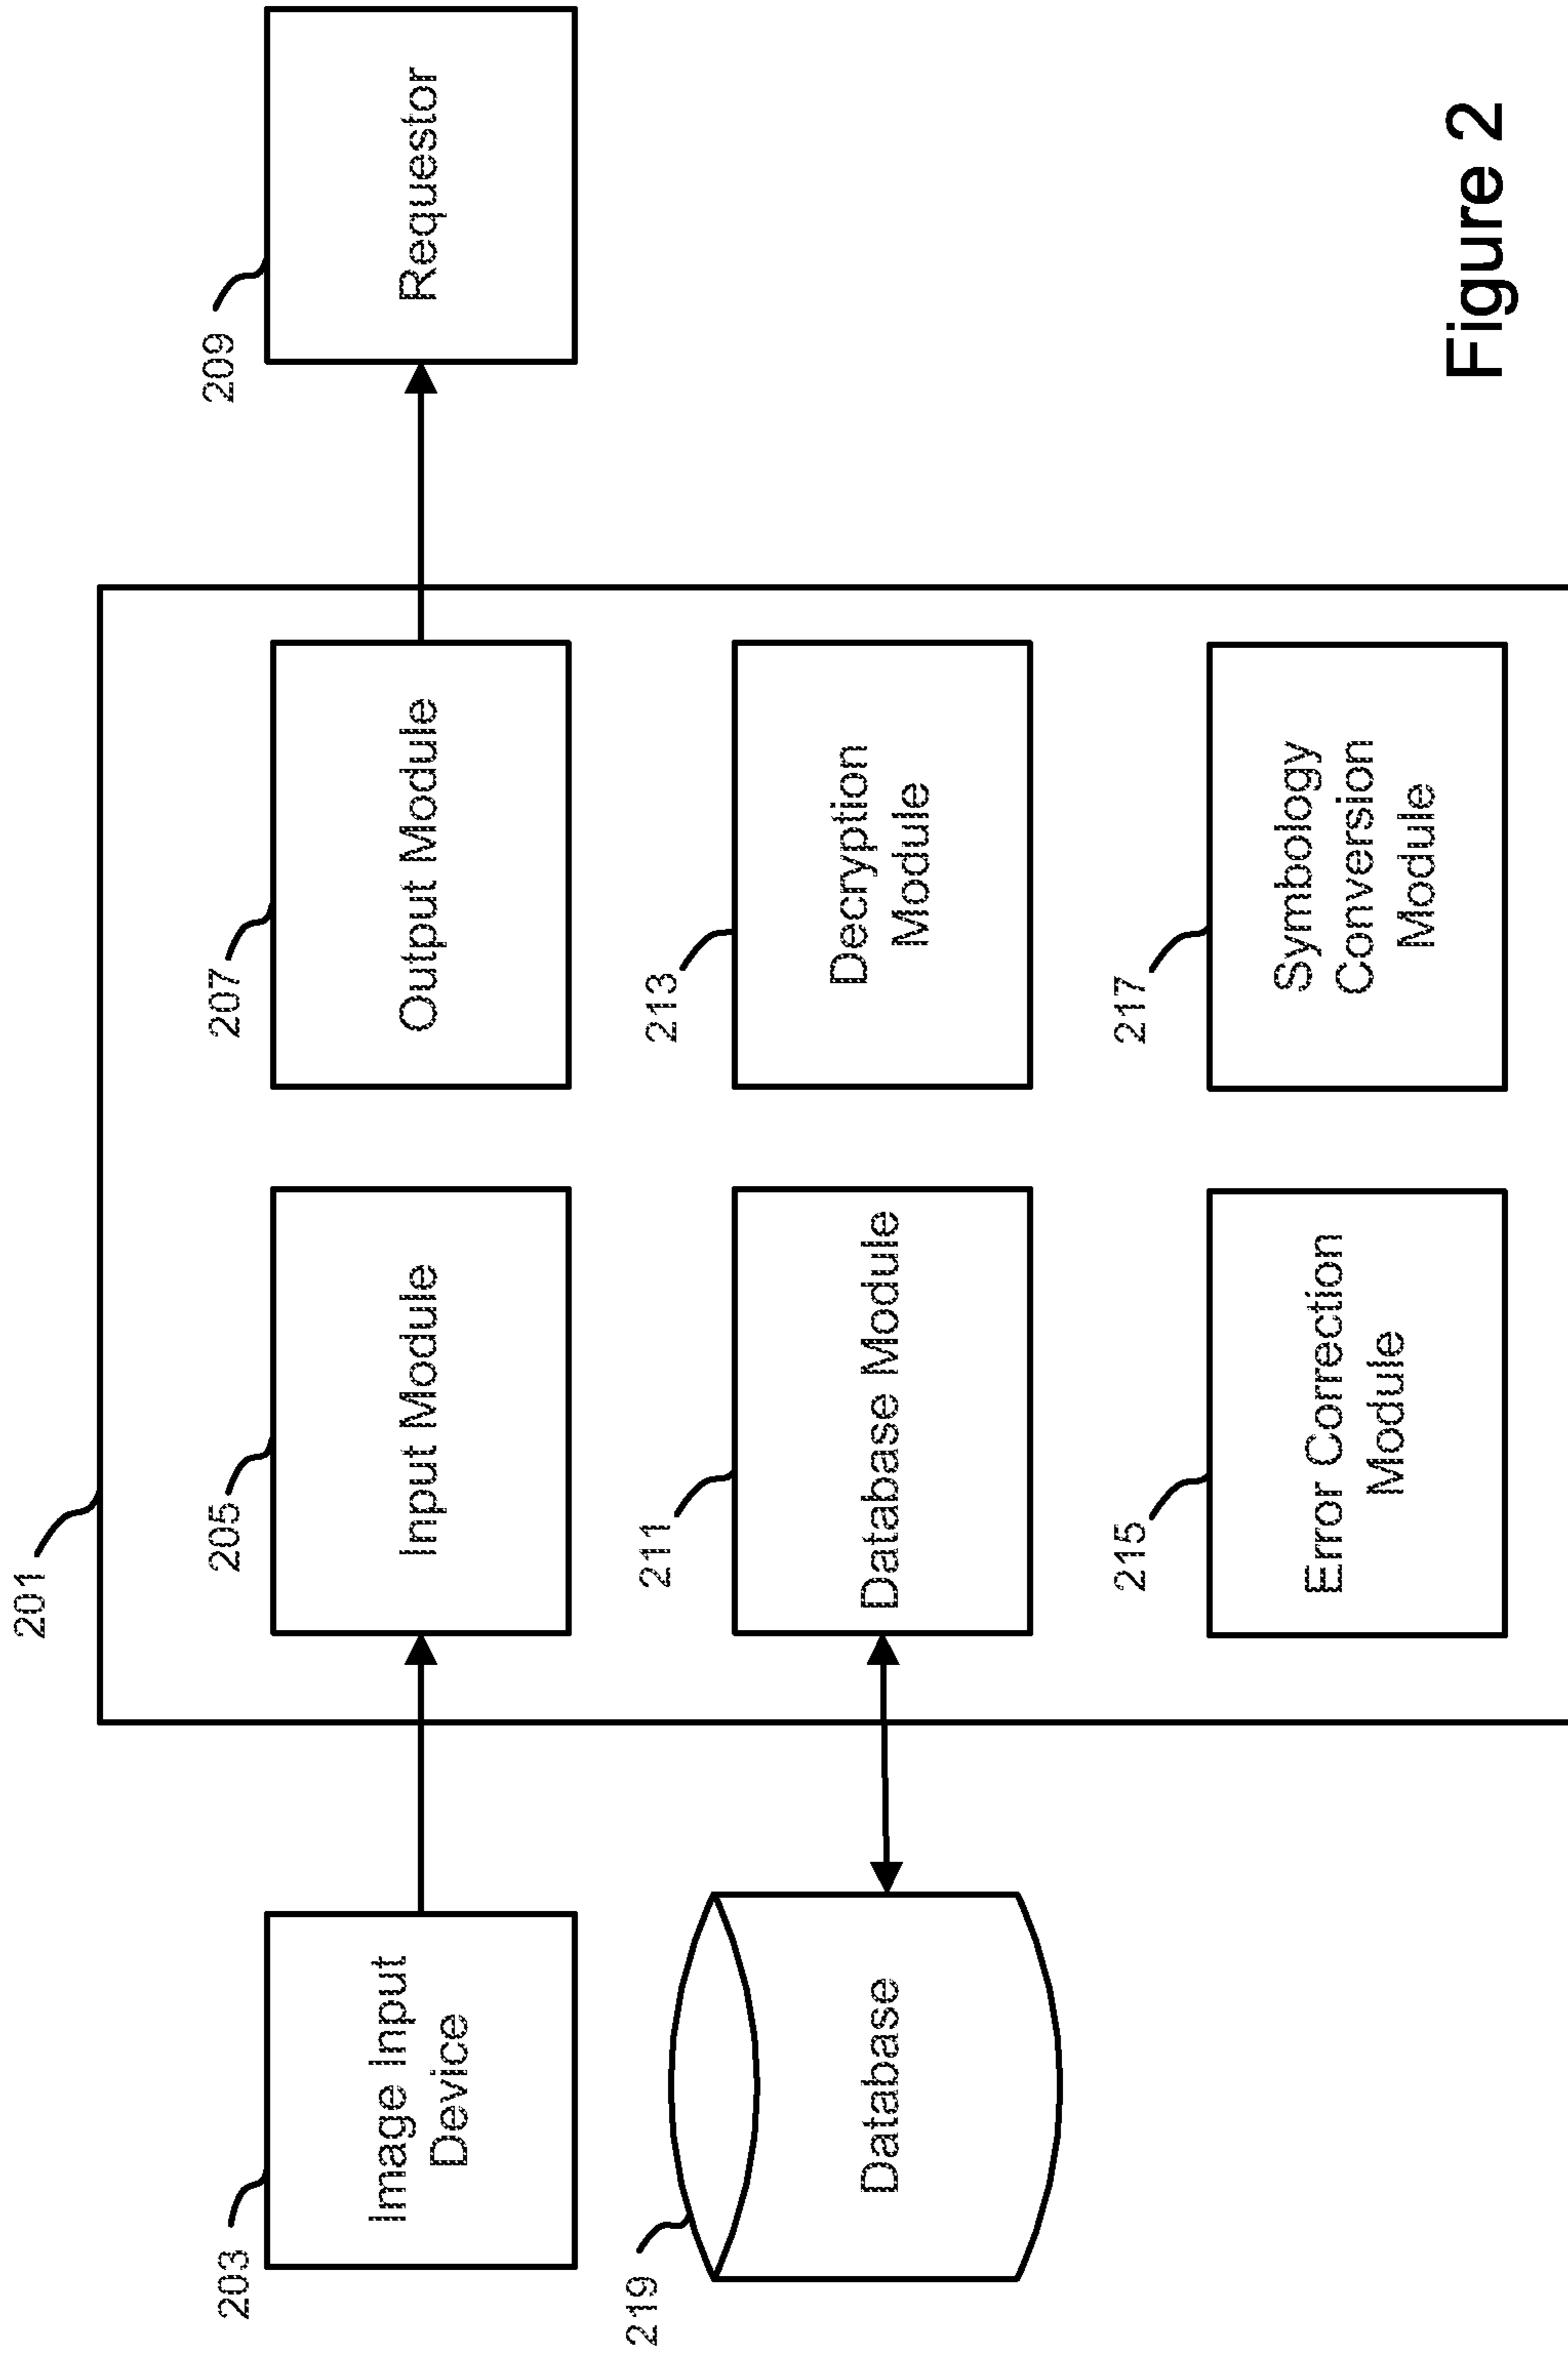 201
203
Image Input
Device
205
Input Module
207
Output Module
209
Requestor
219
Database
211
Database Module
213
Decryption
Module
215
Error Correction
Module
217
Symbology
Conversion
Module
Figure 2